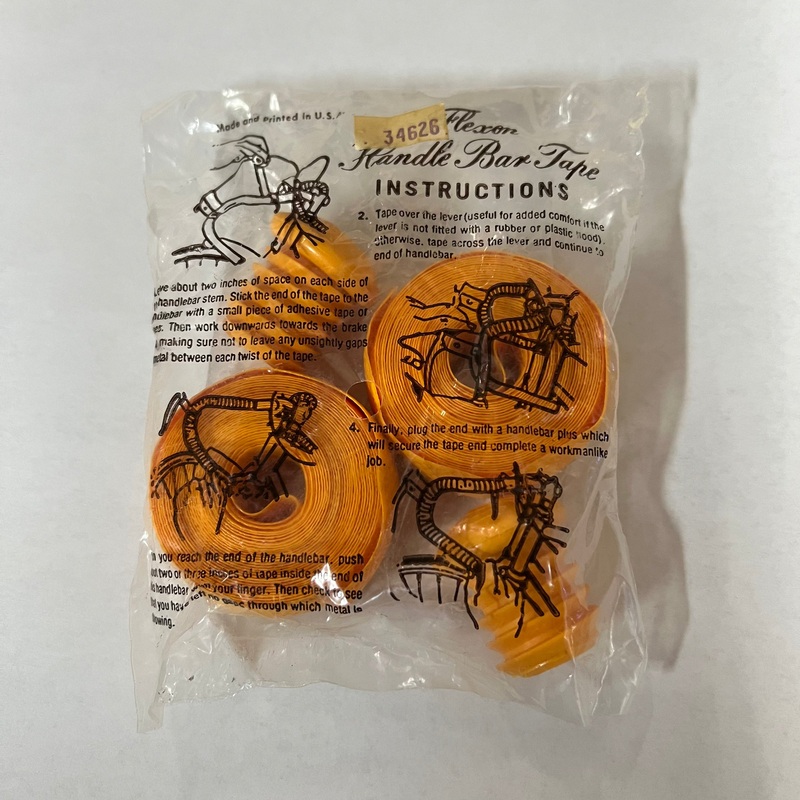 Made and Printed in U.S.
34626
Flexon
Handle Bar Tape
INSTRUCTIONS
about two inches of space on each side of
handlebar stem. Stick the end of the tape to the
with a small piece of adhesive tape or
Then work downwards towards the brake
making sure not to leave any unsightly gaps
between each twist of the tape.
2. Tape over the lever (useful for added comfort if the
lever is not fitted with a rubber or plastic hood),
otherwise, tape across the lever and continue to
end of handlebar.
you reach the end of the handlebar, push
two or three inches of tape inside the end of
handlebar with your finger. Then check to see
you have left no gaps through which metal is
4. Finally, plug the end with a handlebar plus which
will secure the tape end complete a workmanlike
job.